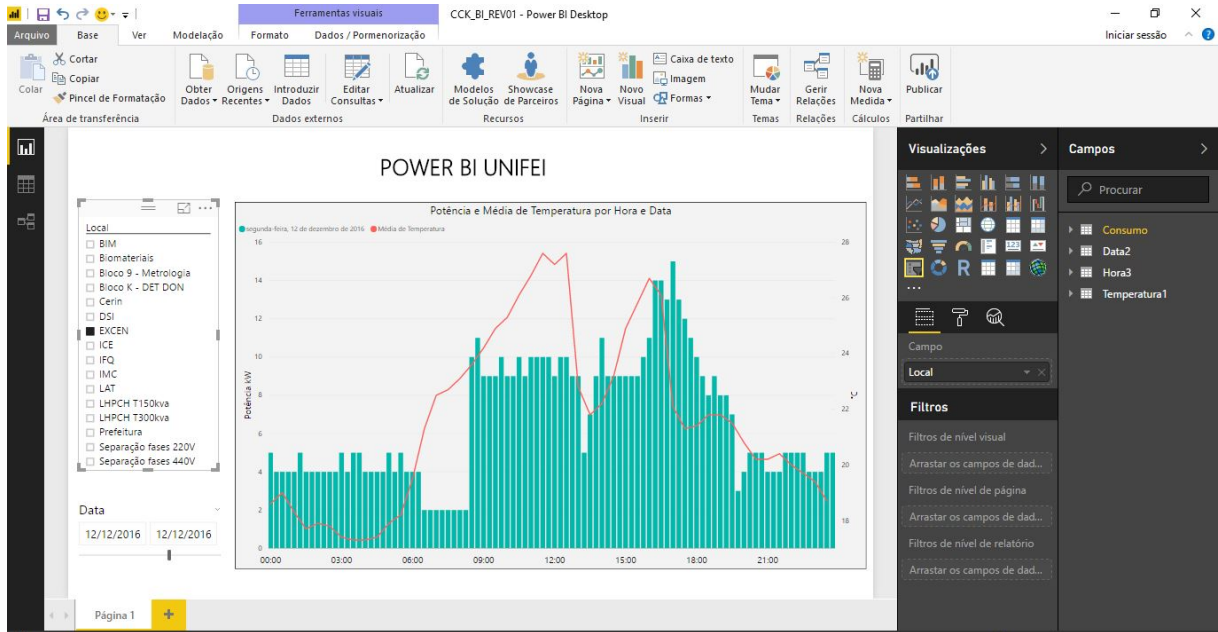 Ferramentas visuais
CCK_BI_REV01 - Power BI Desktop
Arquivo Base Ver Modelação Formato Dados / Pormenorização Iniciar sessão
Colar
Cortar
Copiar
Pincel de Formatação
Obter Dados
Origens Recentes
Introduzir Dados
Editar Consultas
Atualizar
Modelos de Solução
Showcase de Parceiros
Nova Página
Novo Visual
Caixa de texto
Imagem
Formas
Mudar Tema
Gerir Relações
Nova Medida
Publicar
Área de transferência Dados externos Recursos Inserir Temas Relações Cálculos Partilhar
POWER BI UNIFEI
Local
BIM
Biomateriais
Bloco 9 - Metrologia
Bloco K - DET DON
Cerin
DSI
EXCEN
ICE
IFQ
IMC
LAT
LHPCH T150kva
LHPCH T300kva
Prefeitura
Separação fases 220V
Separação fases 440V
Data
12/12/2016 12/12/2016
Potência e Média de Temperatura por Hora e Data
segunda-feira, 12 de dezembro de 2016 Média de Temperatura
Potência kW
16
14
12
10
8
6
4
2
0
00:00 03:00 06:00 09:00 12:00 15:00 18:00 21:00
28
26
24
22
20
18
°C
Página 1
Visualizações
R
123
Campo
Local
Filtros
Filtros de nível visual
Arrastar os campos de dad...
Filtros de nível de página
Arrastar os campos de dad...
Filtros de nível de relatório
Arrastar os campos de dad...
Campos
Procurar
Consumo
Data2
Hora3
Temperatura1